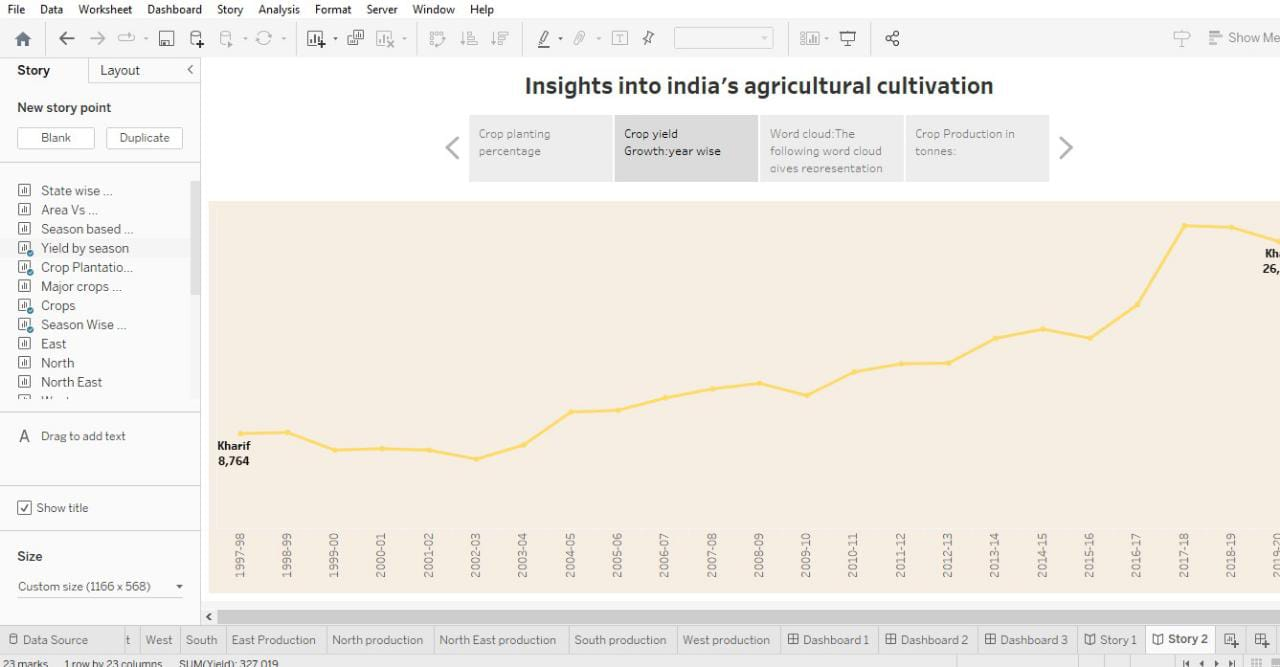 File Data Worksheet Dashboard Story Analysis Format Server Window Help
Show Me
Story Layout
New story point
Blank Duplicate
State wise ...
Area Vs ...
Season based ...
Yield by season
Crop Plantatio...
Major crops ...
Crops
Season Wise ...
East
North
North East
A Drag to add text
Show title
Size
Custom size (1166 x 568)
Insights into india's agricultural cultivation
Crop planting
percentage
Crop yield
Growth:year wise
Word cloud:The
following word cloud
gives representation
Crop Production in
tonnes:
Kharif
8,764
Kha
26,
1997-98 1998-99 1999-00 2000-01 2001-02 2002-03 2003-04 2004-05 2005-06 2006-07 2007-08 2008-09 2009-10 2010-11 2011-12 2012-13 2013-14 2014-15 2015-16 2016-17 2017-18 2018-19 2019-20
Data Source t West South East Production North production North East production South production West production Dashboard 1 Dashboard 2 Dashboard 3 Story 1 Story 2
23 marks 1 row by 23 columns SUM(Yield): 327,019